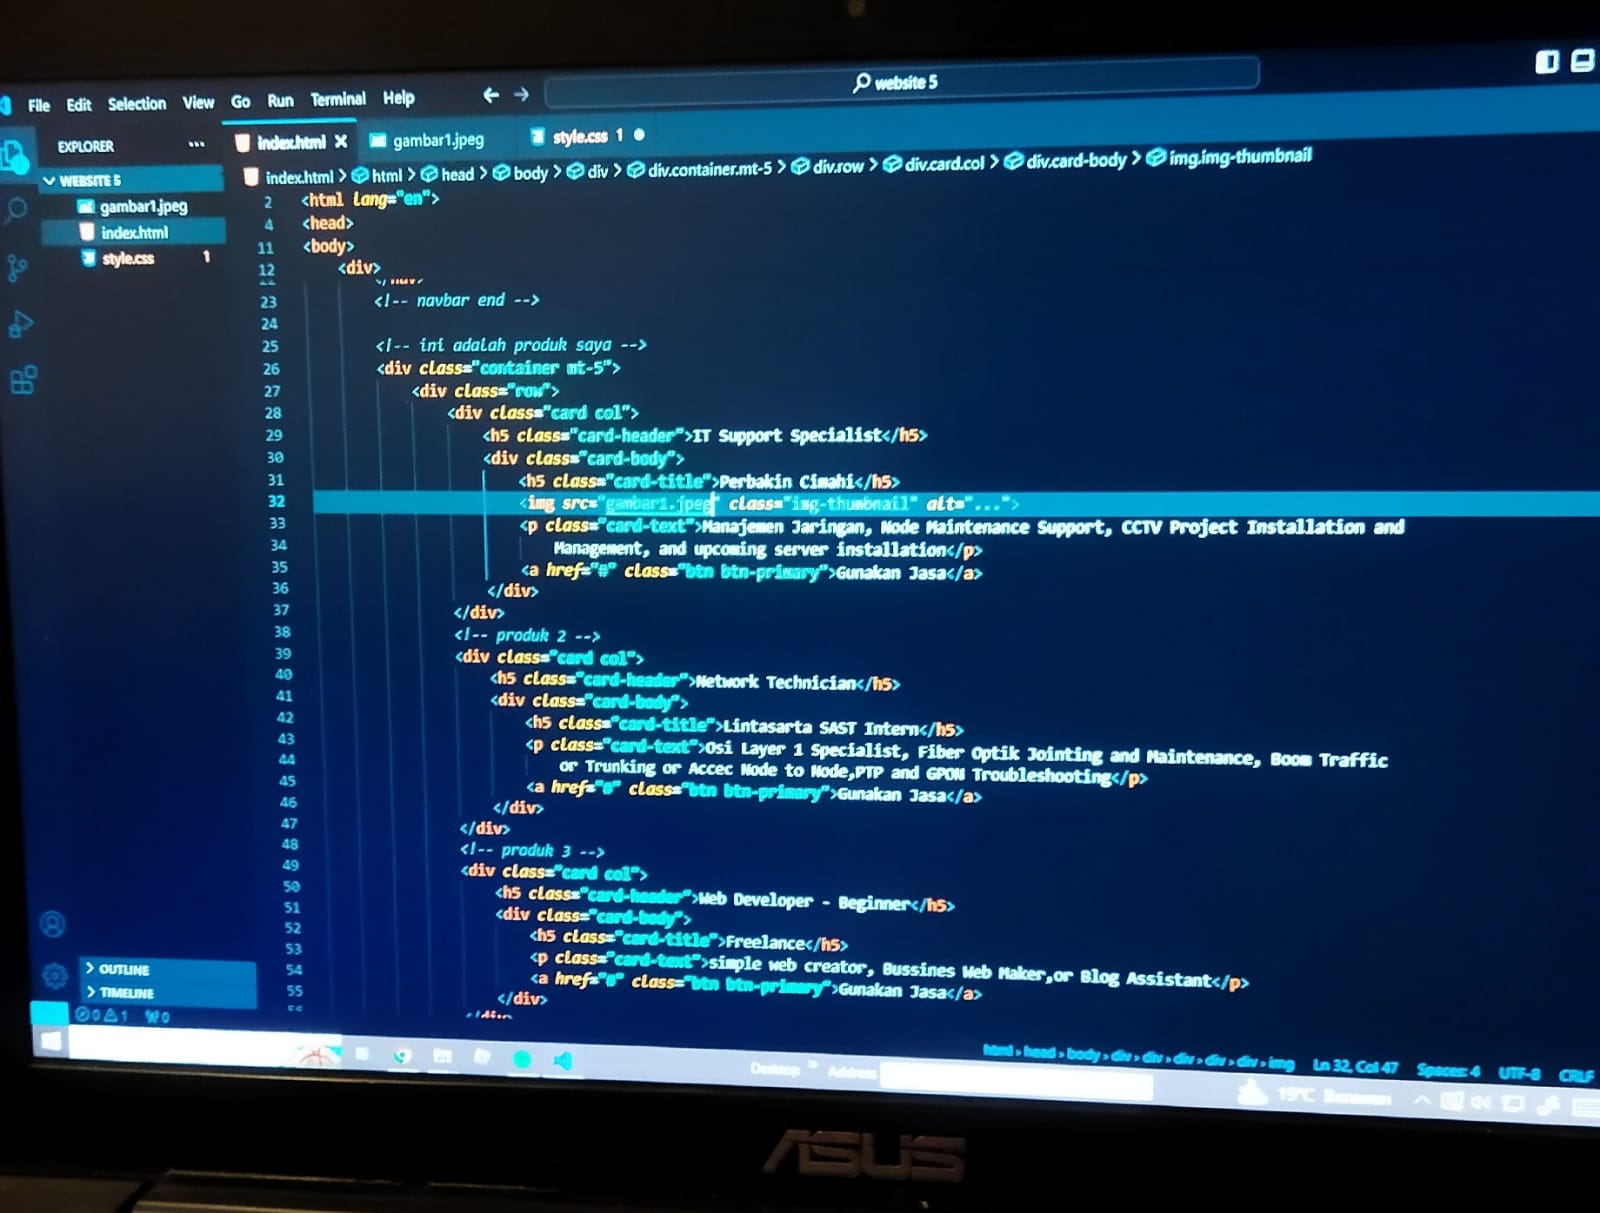 File Edit Selection View Go Run Terminal Help
website 5
EXPLORER ...
index.html
gambar1.jpeg
style.css 1
index.html > html > head > body > div > div.container.mt-5 > div.row > div.card.col > div.card-body > img.img-thumbnail
WEBSITE 5
gambar1.jpeg
index.html
style.css 1
2 <html lang="en">
4 <head>
11 <body>
12 <div>
23 <!-- navbar end -->
24
25 <!-- ini adalah produk saya -->
26 <div class="container mt-5">
27 <div class="row">
28 <div class="card col">
29 <h5 class="card-header">IT Support Specialist</h5>
30 <div class="card-body">
31 <h5 class="card-title">Perbakin Cimahi</h5>
32 <img src="gambar1.jpeg" class="img-thumbnail" alt="...">
33 <p class="card-text">Manajemen Jaringan, Node Maintenance Support, CCTV Project Installation and
34 Management, and upcoming server installation</p>
35 <a href="#" class="btn btn-primary">Gunakan Jasa</a>
36 </div>
37 </div>
38 <!-- produk 2 -->
39 <div class="card col">
40 <h5 class="card-header">Network Technician</h5>
41 <div class="card-body">
42 <h5 class="card-title">Lintasarta SAST Intern</h5>
43 <p class="card-text">Osi Layer 1 Specialist, Fiber Optik Jointing and Maintenance, Boom Traffic
44 or Trunking or Accec Node to Node,PTP and GPON Troubleshooting</p>
45 <a href="#" class="btn btn-primary">Gunakan Jasa</a>
46 </div>
47 </div>
48 <!-- produk 3 -->
49 <div class="card col">
50 <h5 class="card-header">Web Developer - Beginner</h5>
51 <div class="card-body">
52 <h5 class="card-title">Freelance</h5>
53 <p class="card-text">simple web creator, Bussines Web Maker,or Blog Assistant</p>
54 <a href="#" class="btn btn-primary">Gunakan Jasa</a>
55 </div>
OUTLINE
TIMELINE
0 1 0
html > head > body > div > div > div > div > div > img Ln 32, Col 47 Spaces: 4 UTF-8 CRLF
Desktop Address
19°C Berawan
ASUS